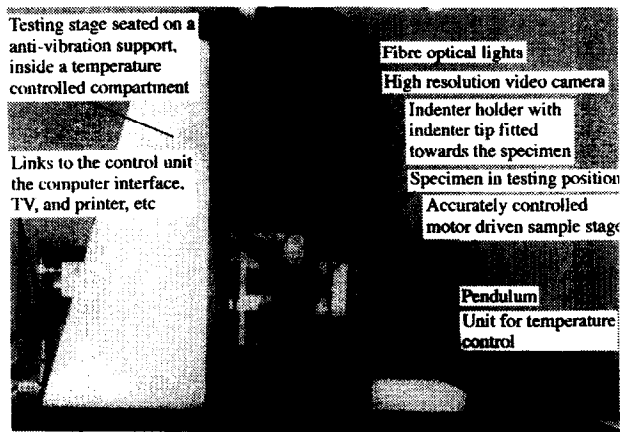 Testing stage seated on a
anti-vibration support,
inside a temperature
controlled compartment
Links to the control unit
the computer interface,
TV, and printer, etc
Fibre optical lights
High resolution video camera
Indenter holder with
indenter tip fitted
towards the specimen
Specimen in testing position
Accurately controlled
motor driven sample stage
Pendulum
Unit for temperature
control